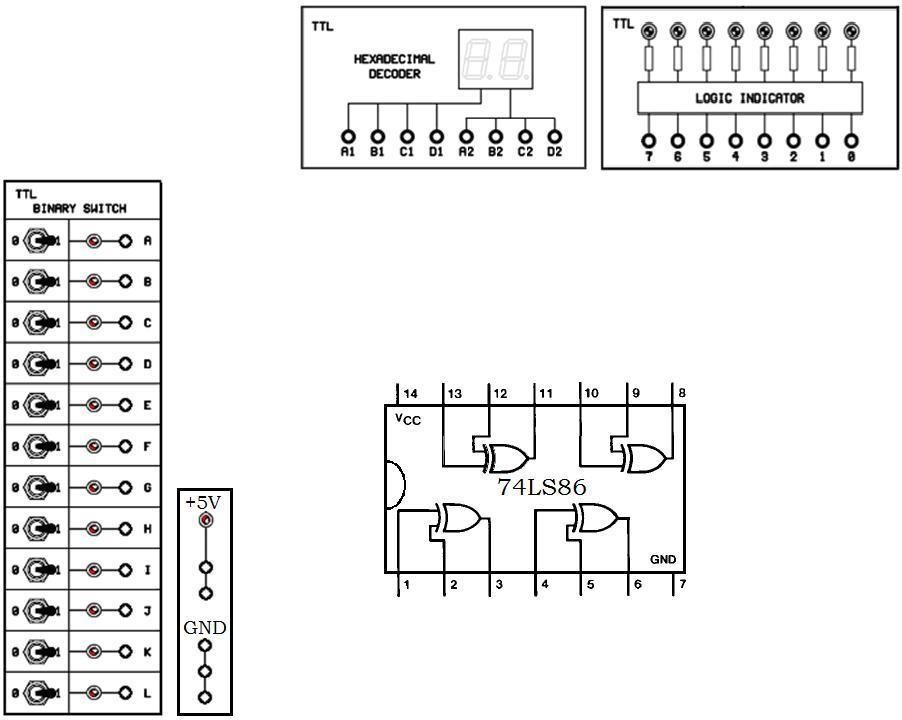 TTL
HEXADECIMAL
DECODER
A1 B1 C1 D1 A2 B2 C2 D2
TTL
LOGIC INDICATOR
7 6 5 4 3 2 1 0
TTL
BINARY SWITCH
0 1 A
0 1 B
0 1 C
0 1 D
0 1 E
0 1 F
0 1 G
0 1 H
0 1 I
0 1 J
0 1 K
0 1 L
+5V
GND
14 13 12 11 10 9 8
VCC
74LS86
GND
1 2 3 4 5 6 7